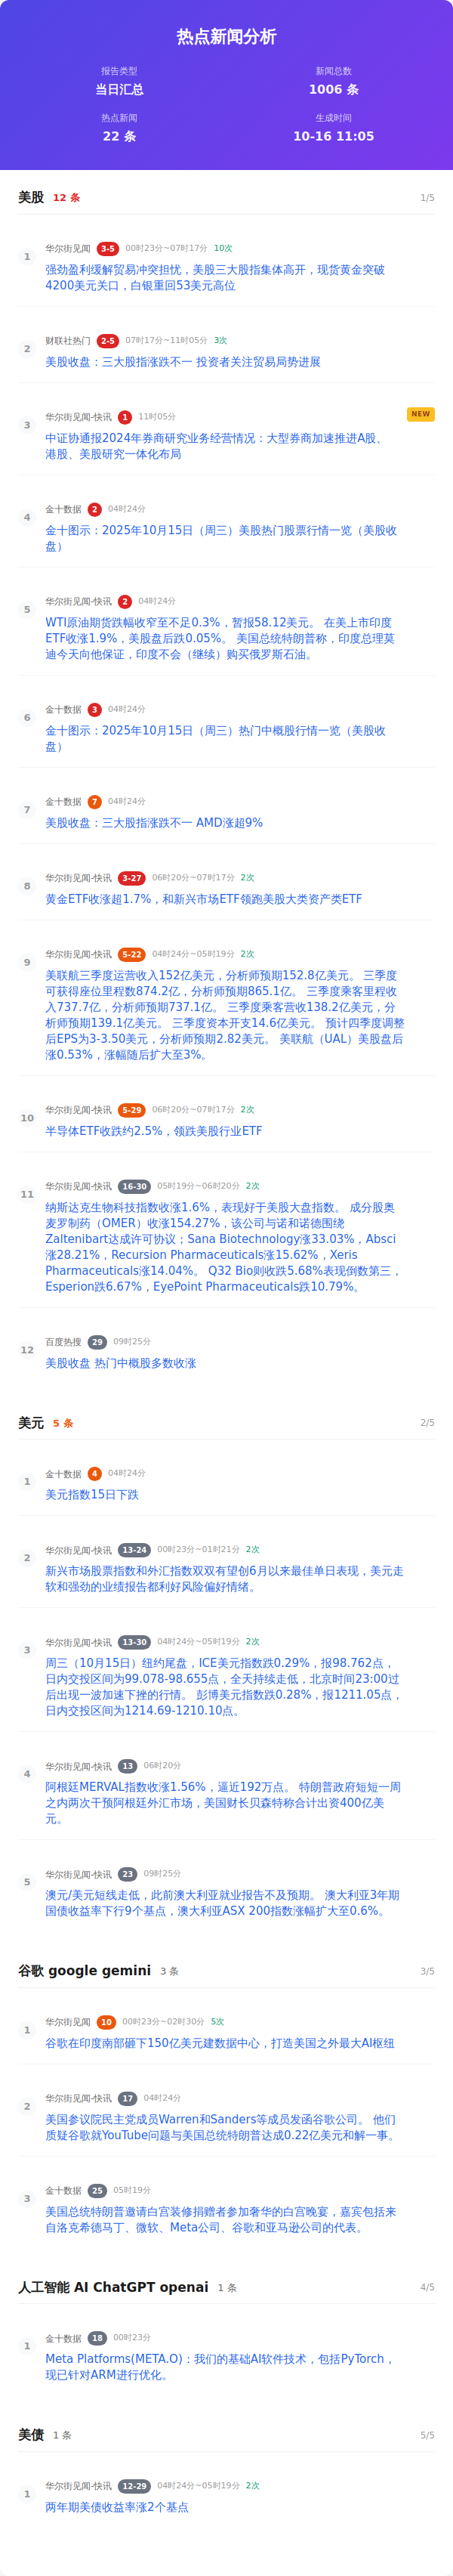 热点新闻分析
报告类型
当日汇总
新闻总数
1006 条
热点新闻
22 条
生成时间
10-16 11:05
美股 12 条 1/5
1
华尔街见闻 3-5 00时23分~07时17分 10次
强劲盈利缓解贸易冲突担忧，美股三大股指集体高开，现货黄金突破
4200美元关口，白银重回53美元高位
2
财联社热门 2-5 07时17分~11时05分 3次
美股收盘：三大股指涨跌不一 投资者关注贸易局势进展
3
华尔街见闻-快讯 1 11时05分 NEW
中证协通报2024年券商研究业务经营情况：大型券商加速推进A股、
港股、美股研究一体化布局
4
金十数据 2 04时24分
金十图示：2025年10月15日（周三）美股热门股票行情一览（美股收
盘）
5
华尔街见闻-快讯 2 04时24分
WTI原油期货跌幅收窄至不足0.3%，暂报58.12美元。 在美上市印度
ETF收涨1.9%，美股盘后跌0.05%。 美国总统特朗普称，印度总理莫
迪今天向他保证，印度不会（继续）购买俄罗斯石油。
6
金十数据 3 04时24分
金十图示：2025年10月15日（周三）热门中概股行情一览（美股收
盘）
7
金十数据 7 04时24分
美股收盘：三大股指涨跌不一 AMD涨超9%
8
华尔街见闻-快讯 3-27 06时20分~07时17分 2次
黄金ETF收涨超1.7%，和新兴市场ETF领跑美股大类资产类ETF
9
华尔街见闻-快讯 5-22 04时24分~05时19分 2次
美联航三季度运营收入152亿美元，分析师预期152.8亿美元。 三季度
可获得座位里程数874.2亿，分析师预期865.1亿。 三季度乘客里程收
入737.7亿，分析师预期737.1亿。 三季度乘客营收138.2亿美元，分
析师预期139.1亿美元。 三季度资本开支14.6亿美元。 预计四季度调整
后EPS为3-3.50美元，分析师预期2.82美元。 美联航（UAL）美股盘后
涨0.53%，涨幅随后扩大至3%。
10
华尔街见闻-快讯 5-29 06时20分~07时17分 2次
半导体ETF收跌约2.5%，领跌美股行业ETF
11
华尔街见闻-快讯 16-30 05时19分~06时20分 2次
纳斯达克生物科技指数收涨1.6%，表现好于美股大盘指数。 成分股奥
麦罗制药（OMER）收涨154.27%，该公司与诺和诺德围绕
Zaltenibart达成许可协议；Sana Biotechnology涨33.03%，Absci
涨28.21%，Recursion Pharmaceuticals涨15.62%，Xeris
Pharmaceuticals涨14.04%。 Q32 Bio则收跌5.68%表现倒数第三，
Esperion跌6.67%，EyePoint Pharmaceuticals跌10.79%。
12
百度热搜 29 09时25分
美股收盘 热门中概股多数收涨
美元 5 条 2/5
1
金十数据 4 04时24分
美元指数15日下跌
2
华尔街见闻-快讯 13-24 00时23分~01时21分 2次
新兴市场股票指数和外汇指数双双有望创6月以来最佳单日表现，美元走
软和强劲的业绩报告都利好风险偏好情绪。
3
华尔街见闻-快讯 13-30 04时24分~05时19分 2次
周三（10月15日）纽约尾盘，ICE美元指数跌0.29%，报98.762点，
日内交投区间为99.078-98.655点，全天持续走低，北京时间23:00过
后出现一波加速下挫的行情。 彭博美元指数跌0.28%，报1211.05点，
日内交投区间为1214.69-1210.10点。
4
华尔街见闻-快讯 13 06时20分
阿根廷MERVAL指数收涨1.56%，逼近192万点。 特朗普政府短短一周
之内两次干预阿根廷外汇市场，美国财长贝森特称合计出资400亿美
元。
5
华尔街见闻-快讯 23 09时25分
澳元/美元短线走低，此前澳大利亚就业报告不及预期。 澳大利亚3年期
国债收益率下行9个基点，澳大利亚ASX 200指数涨幅扩大至0.6%。
谷歌 google gemini 3 条 3/5
1
华尔街见闻 10 00时23分~02时30分 5次
谷歌在印度南部砸下150亿美元建数据中心，打造美国之外最大AI枢纽
2
华尔街见闻-快讯 17 04时24分
美国参议院民主党成员Warren和Sanders等成员发函谷歌公司。 他们
质疑谷歌就YouTube问题与美国总统特朗普达成0.22亿美元和解一事。
3
金十数据 25 05时19分
美国总统特朗普邀请白宫装修捐赠者参加奢华的白宫晚宴，嘉宾包括来
自洛克希德马丁、微软、Meta公司、谷歌和亚马逊公司的代表。
人工智能 AI ChatGPT openai 1 条 4/5
1
金十数据 18 00时23分
Meta Platforms(META.O)：我们的基础AI软件技术，包括PyTorch，
现已针对ARM进行优化。
美债 1 条 5/5
1
华尔街见闻-快讯 12-29 04时24分~05时19分 2次
两年期美债收益率涨2个基点